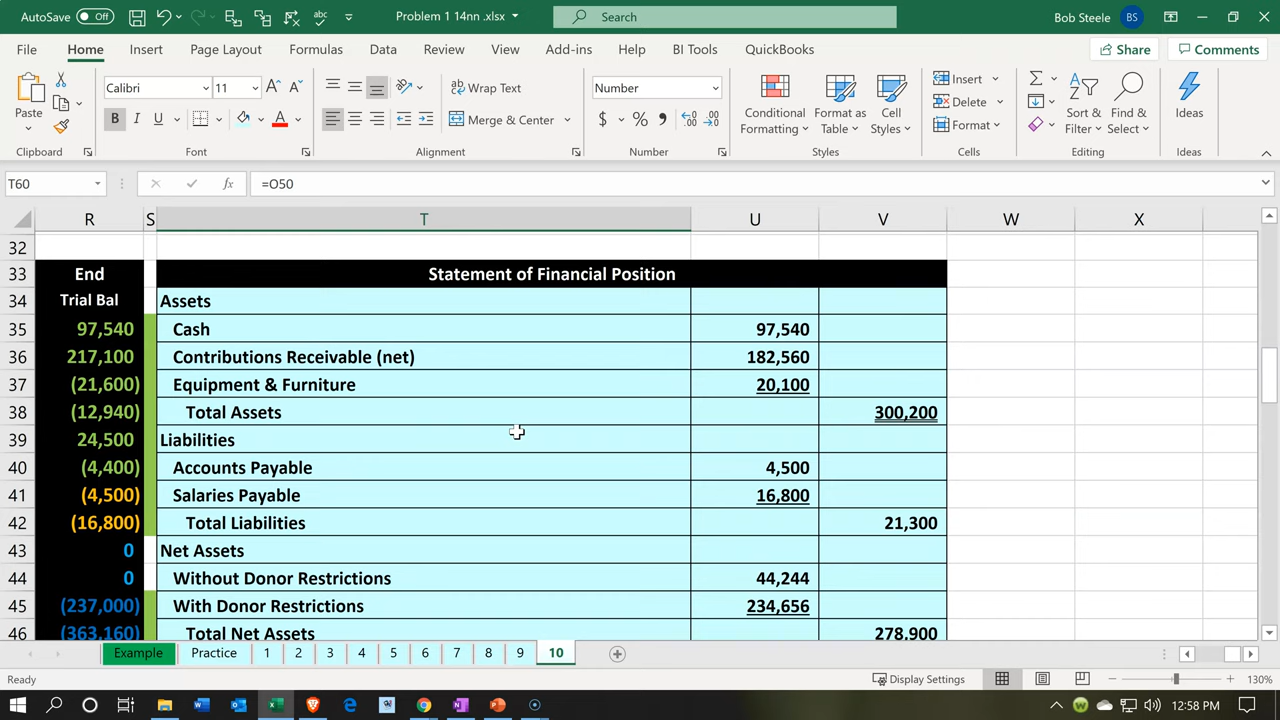 AutoSave Off Problem 1 14nn .xlsx Search Bob Steele BS
File Home Insert Page Layout Formulas Data Review View Add-ins Help BI Tools QuickBooks Share Comments
Paste Calibri 11 Wrap Text Number Conditional Formatting Format as Table Cell Styles Insert Sort & Filter Find & Select Ideas
Merge & Center Delete
Format
Clipboard Font Alignment Number Styles Cells Editing Ideas
T60 fx =O50
R S T U V W X
32
33 End Statement of Financial Position
34 Trial Bal Assets
35 97,540 Cash 97,540
36 217,100 Contributions Receivable (net) 182,560
37 (21,600) Equipment & Furniture 20,100
38 (12,940) Total Assets 300,200
39 24,500 Liabilities
40 (4,400) Accounts Payable 4,500
41 (4,500) Salaries Payable 16,800
42 (16,800) Total Liabilities 21,300
43 0 Net Assets
44 0 Without Donor Restrictions 44,244
45 (237,000) With Donor Restrictions 234,656
46 (363,160) Total Net Assets 278,900
Example Practice 1 2 3 4 5 6 7 8 9 10
Ready Display Settings 130%
12:58 PM